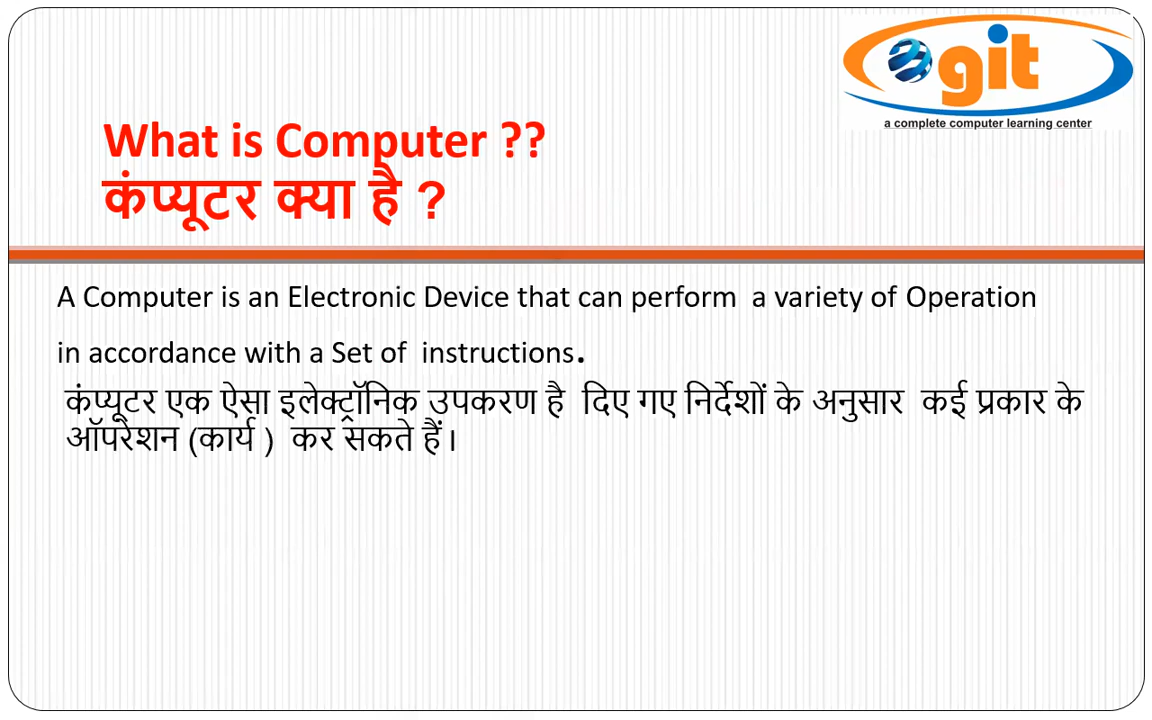 egit
a complete computer learning center
What is Computer ??
कंप्यूटर क्या है ?
A Computer is an Electronic Device that can perform a variety of Operation
in accordance with a Set of instructions.
कंप्यूटर एक ऐसा इलेक्ट्रॉनिक उपकरण है दिए गए निर्देशों के अनुसार कई प्रकार के
ऑपरेशन (कार्य ) कर सकते हैं।